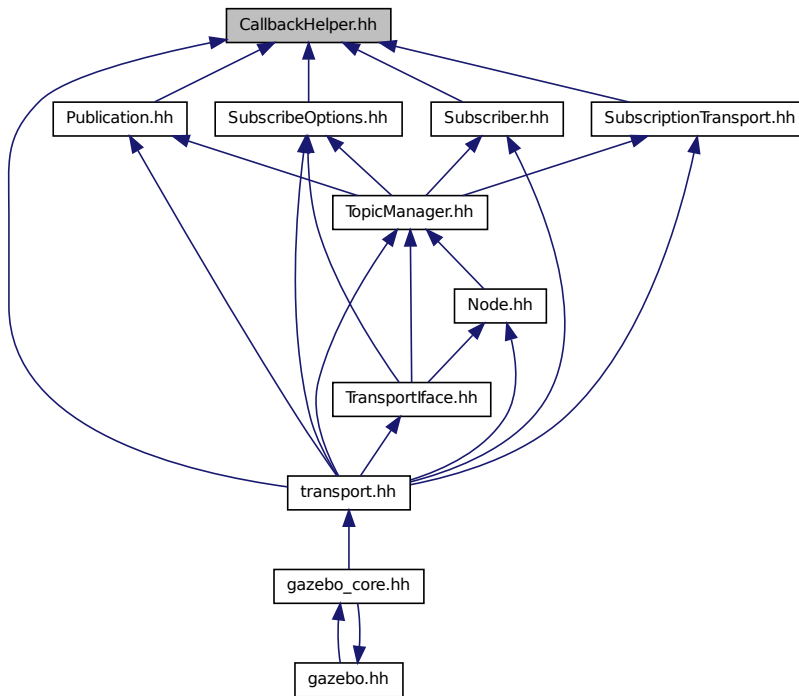 CallbackHelper.hh
Publication.hh
SubscribeOptions.hh
Subscriber.hh
SubscriptionTransport.hh
TopicManager.hh
Node.hh
TransportIface.hh
transport.hh
gazebo_core.hh
gazebo.hh